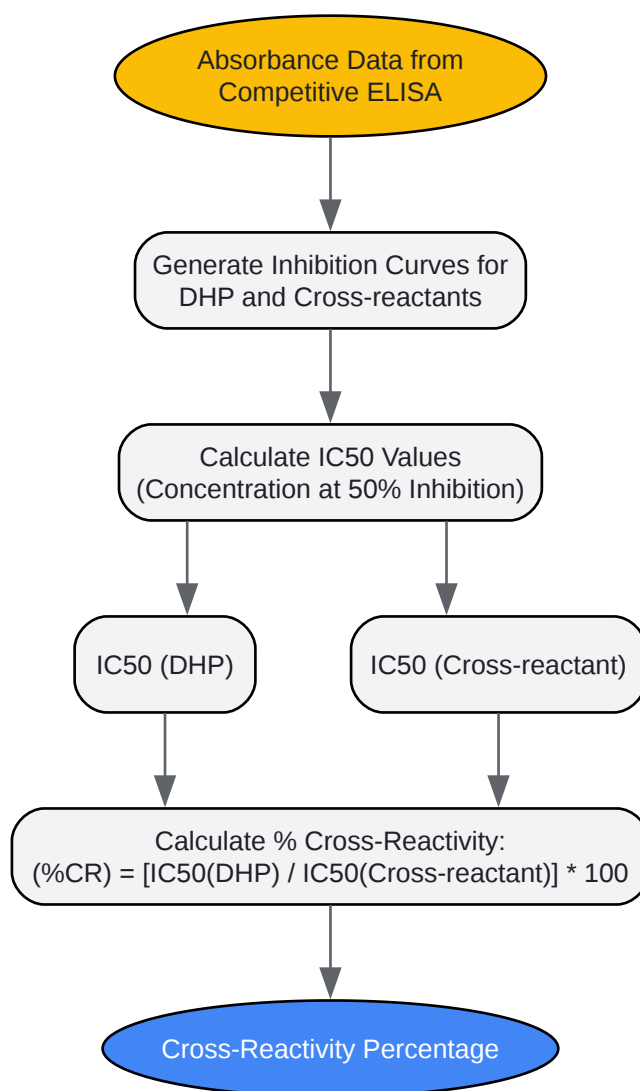 Absorbance Data from
Competitive ELISA
Generate Inhibition Curves for
DHP and Cross-reactants
Calculate IC50 Values
(Concentration at 50% Inhibition)
IC50 (DHP)
IC50 (Cross-reactant)
Calculate % Cross-Reactivity:
(%CR) = [IC50(DHP) / IC50(Cross-reactant)] * 100
Cross-Reactivity Percentage